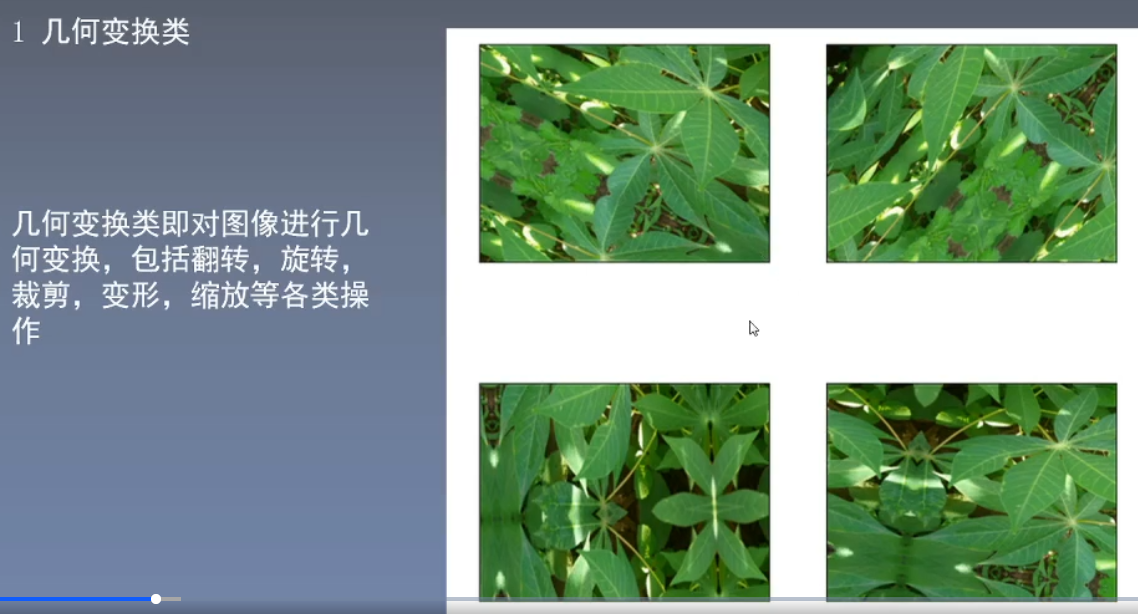 1 几何变换类
几何变换类即对图像进行几
何变换，包括翻转，旋转，
裁剪，变形，缩放等各类操
作